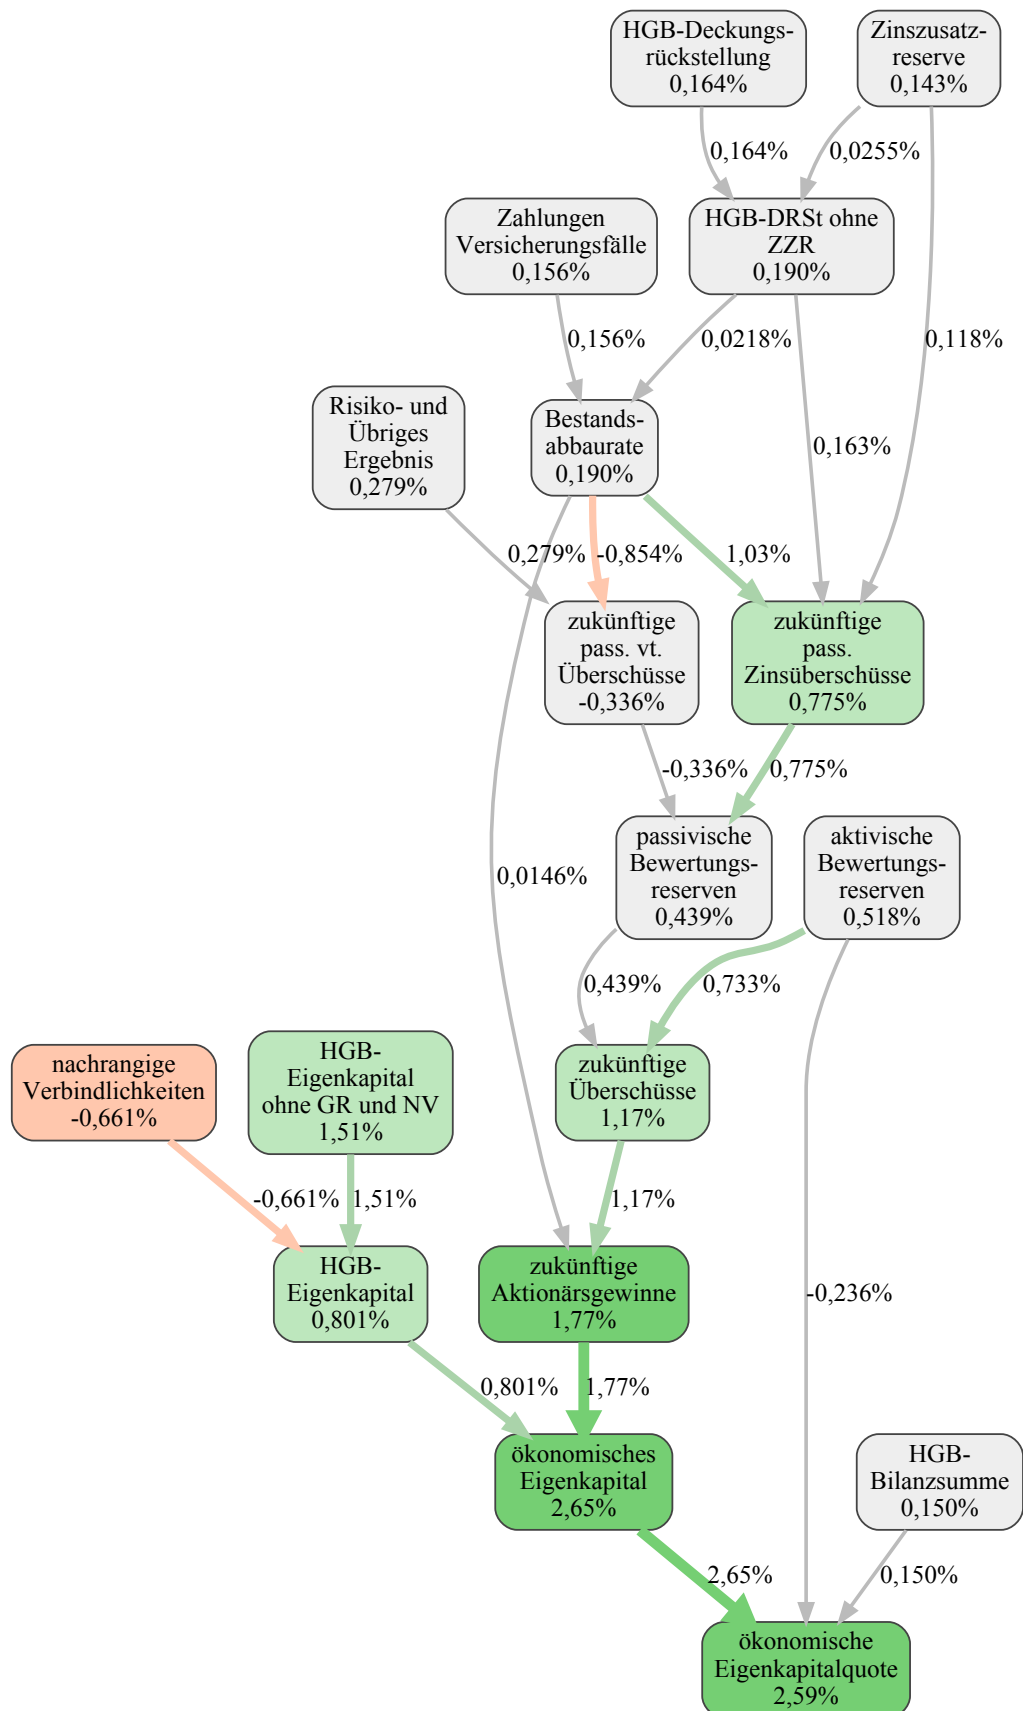 HGB-Deckungs-
rückstellung
0,164%
Zinszusatz-
reserve
0,143%
0,164%
0,0255%
Zahlungen
Versicherungsfälle
0,156%
HGB-DRSt ohne
ZZR
0,190%
0,156%
0,0218%
0,118%
Risiko- und
Übriges
Ergebnis
0,279%
Bestands-
abbaurate
0,190%
0,163%
0,279%
-0,854%
1,03%
zukünftige
pass. vt.
Überschüsse
-0,336%
zukünftige
pass.
Zinsüberschüsse
0,775%
-0,336%
0,775%
passivische
Bewertungs-
reserven
0,439%
aktivische
Bewertungs-
reserven
0,518%
0,0146%
0,439%
0,733%
nachrangige
Verbindlichkeiten
-0,661%
HGB-
Eigenkapital
ohne GR und NV
1,51%
zukünftige
Überschüsse
1,17%
-0,661%
1,51%
1,17%
HGB-
Eigenkapital
0,801%
zukünftige
Aktionärsgewinne
1,77%
-0,236%
0,801%
1,77%
ökonomisches
Eigenkapital
2,65%
HGB-
Bilanzsumme
0,150%
2,65%
0,150%
ökonomische
Eigenkapitalquote
2,59%